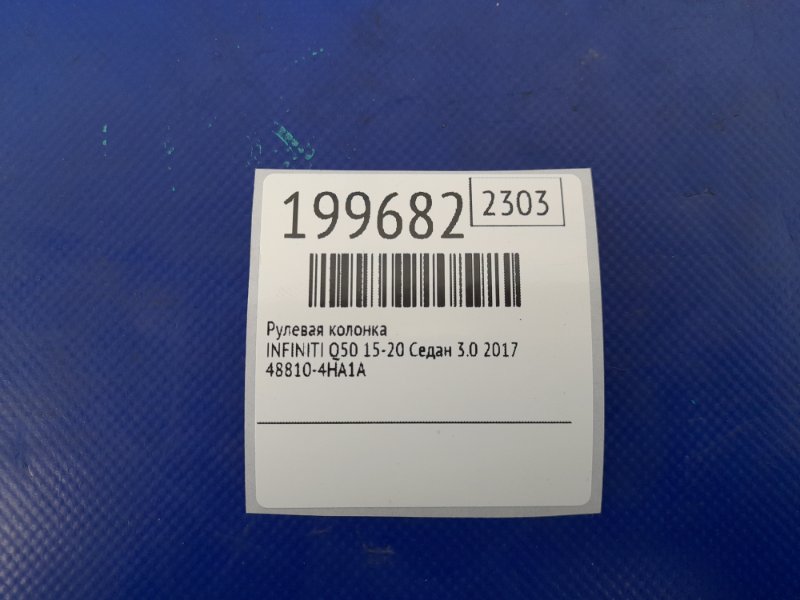 199682
2303
Рулевая колонка
INFINITI Q50 15-20 Седан 3.0 2017
48810-4HA1A